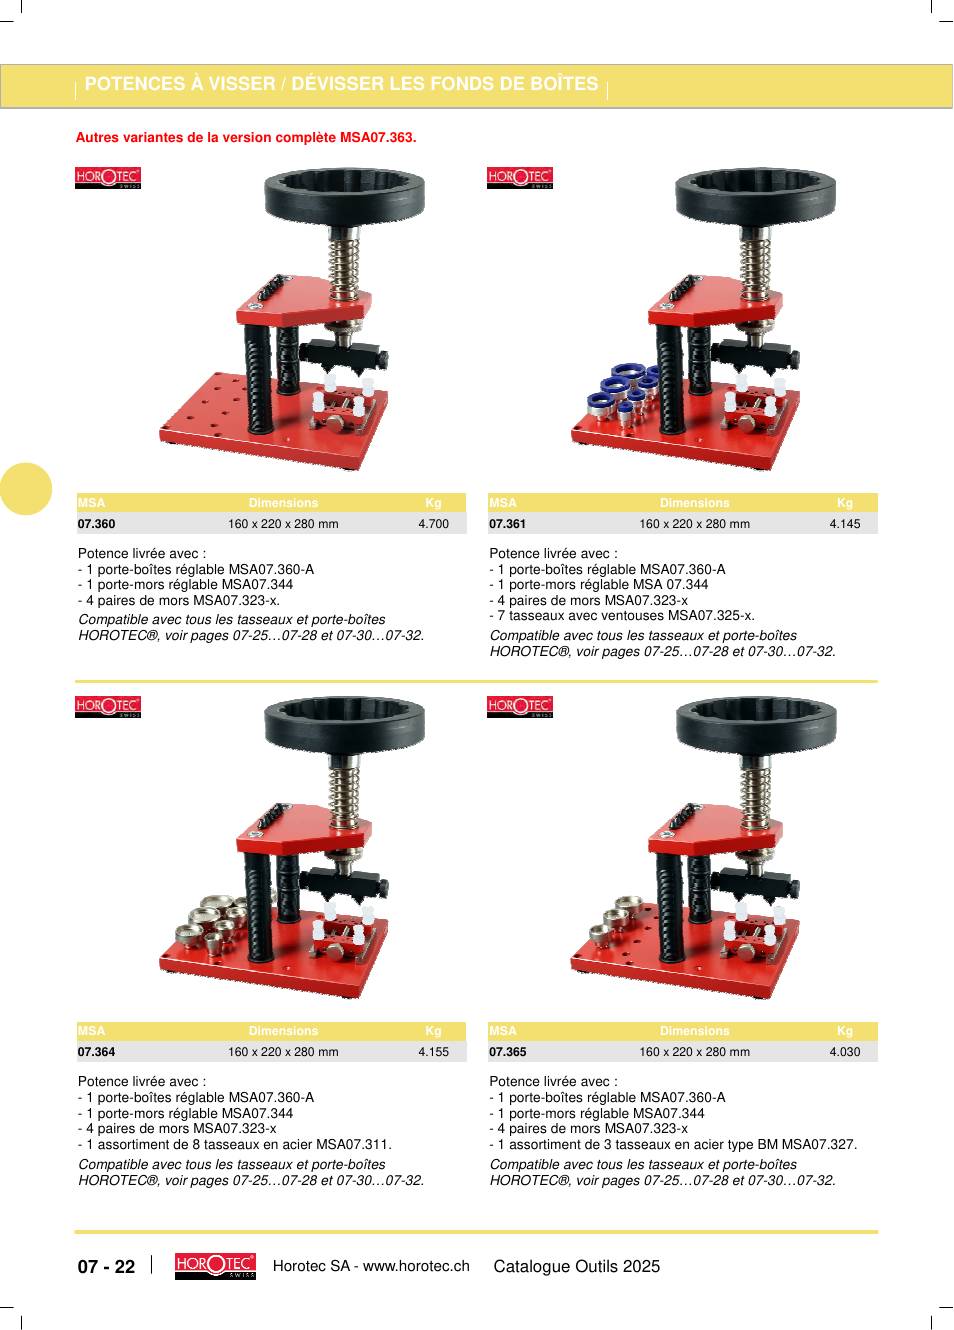 POTENCES À VISSER / DÉVISSER LES FONDS DE BOÎTES
Autres variantes de la version complète MSA07.363.
HOROTEC®
SWISS
HOROTEC®
SWISS
MSA Dimensions Kg
07.360 160 x 220 x 280 mm 4.700
Potence livrée avec :
- 1 porte-boîtes réglable MSA07.360-A
- 1 porte-mors réglable MSA07.344
- 4 paires de mors MSA07.323-x.
Compatible avec tous les tasseaux et porte-boîtes
HOROTEC®, voir pages 07-25…07-28 et 07-30…07-32.
MSA Dimensions Kg
07.361 160 x 220 x 280 mm 4.145
Potence livrée avec :
- 1 porte-boîtes réglable MSA07.360-A
- 1 porte-mors réglable MSA 07.344
- 4 paires de mors MSA07.323-x
- 7 tasseaux avec ventouses MSA07.325-x.
Compatible avec tous les tasseaux et porte-boîtes
HOROTEC®, voir pages 07-25…07-28 et 07-30…07-32.
HOROTEC®
SWISS
HOROTEC®
SWISS
MSA Dimensions Kg
07.364 160 x 220 x 280 mm 4.155
Potence livrée avec :
- 1 porte-boîtes réglable MSA07.360-A
- 1 porte-mors réglable MSA07.344
- 4 paires de mors MSA07.323-x
- 1 assortiment de 8 tasseaux en acier MSA07.311.
Compatible avec tous les tasseaux et porte-boîtes
HOROTEC®, voir pages 07-25…07-28 et 07-30…07-32.
MSA Dimensions Kg
07.365 160 x 220 x 280 mm 4.030
Potence livrée avec :
- 1 porte-boîtes réglable MSA07.360-A
- 1 porte-mors réglable MSA07.344
- 4 paires de mors MSA07.323-x
- 1 assortiment de 3 tasseaux en acier type BM MSA07.327.
Compatible avec tous les tasseaux et porte-boîtes
HOROTEC®, voir pages 07-25…07-28 et 07-30…07-32.
07 - 22 HOROTEC® SWISS Horotec SA - www.horotec.ch Catalogue Outils 2025